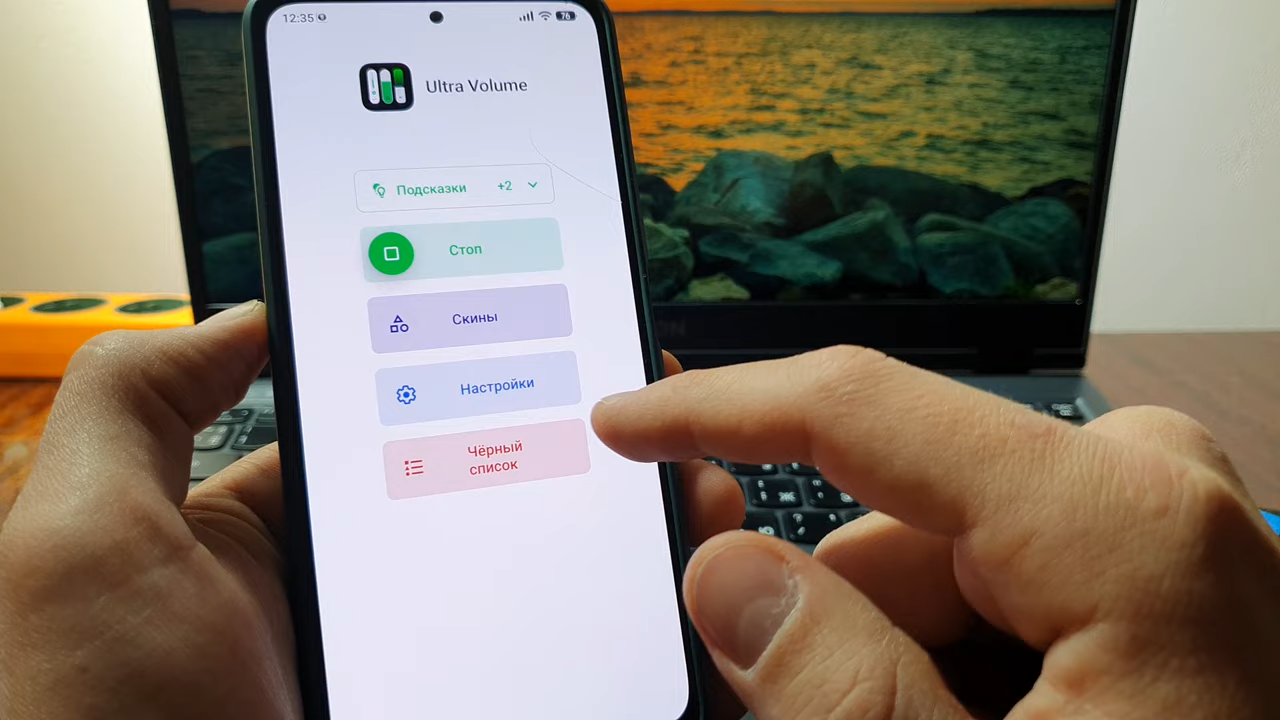 12:35
76
Ultra Volume
Подсказки +2
Стоп
Скины
Настройки
Чёрный
список